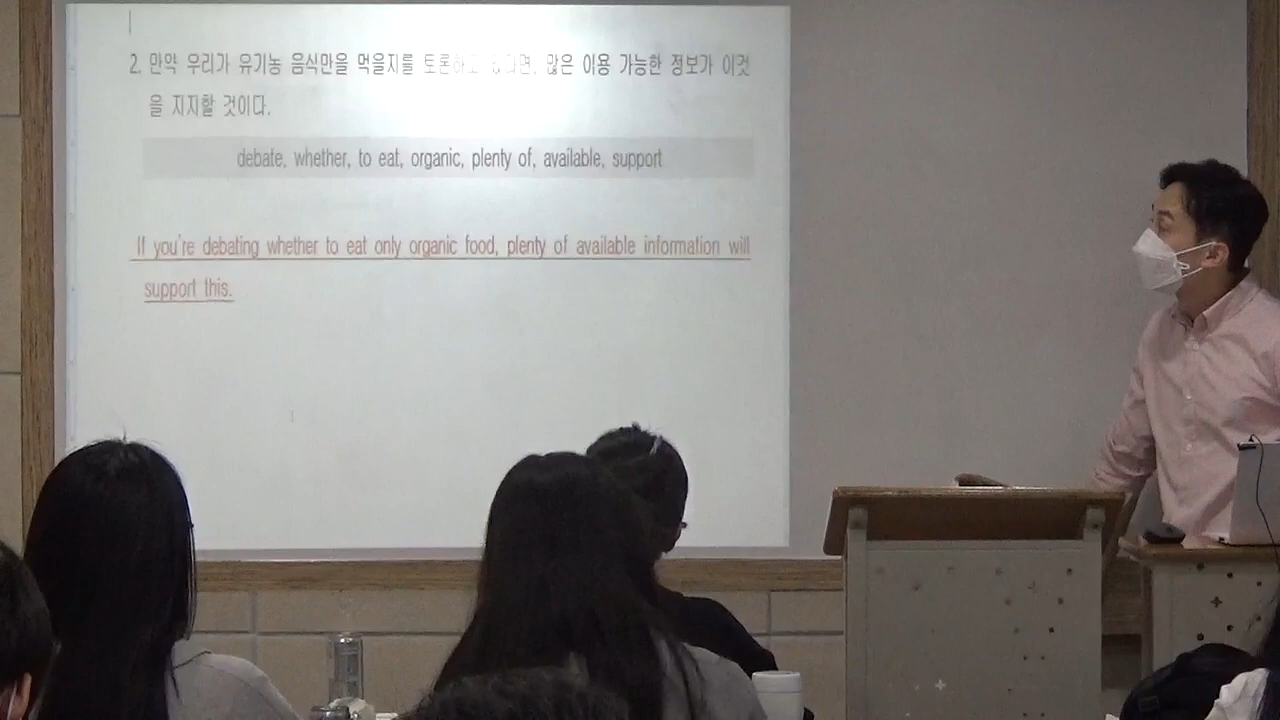 2. 만약 우리가 유기농 음식만을 먹을지를 토론하고 있다면, 많은 이용 가능한 정보가 이것
을 지지할 것이다.
debate, whether, to eat, organic, plenty of, available, support
If you're debating whether to eat only organic food, plenty of available information will
support this.